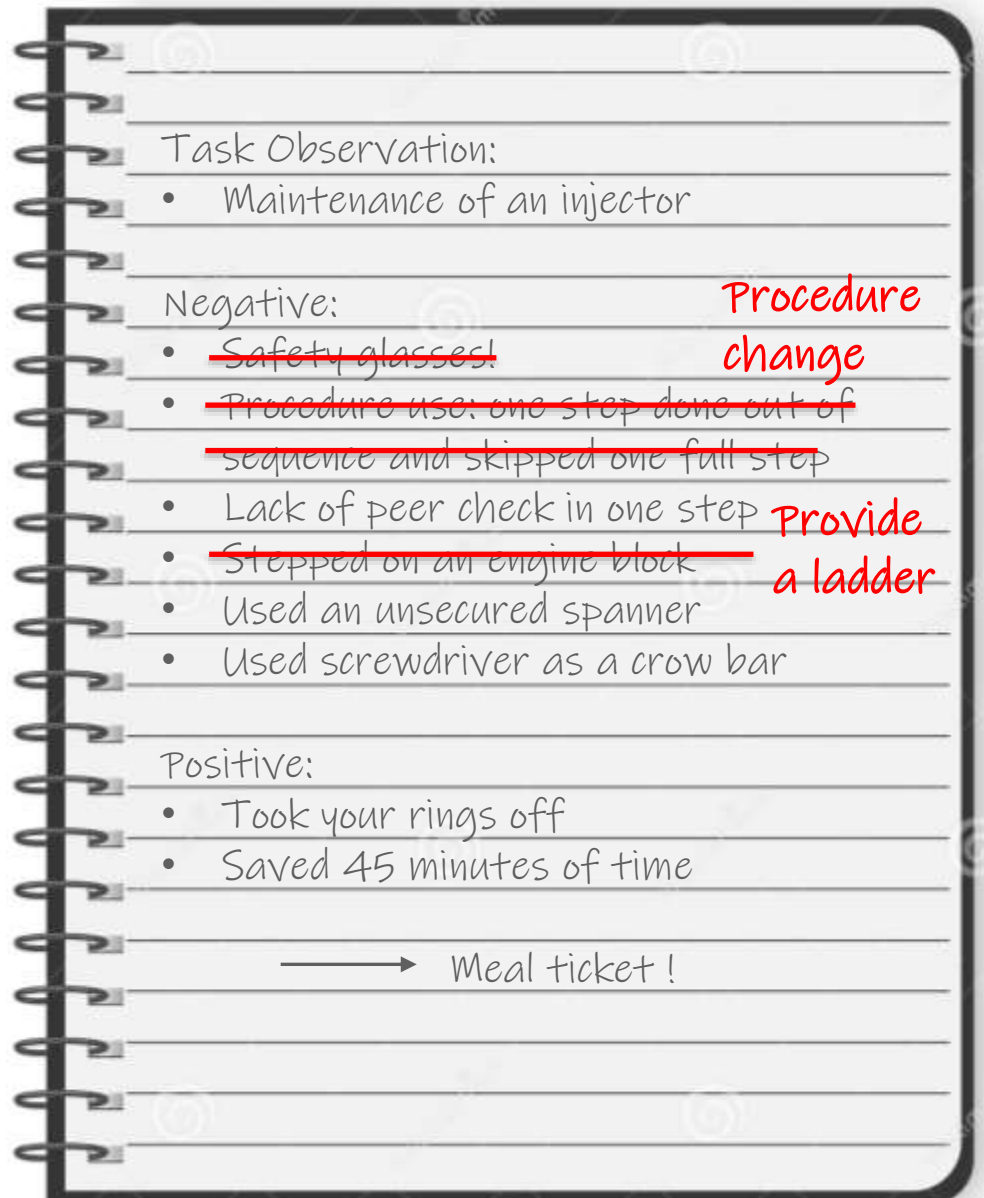 Task Observation:
• Maintenance of an injector
Negative:
• Safety glasses!
• Procedure use: one step done out of
sequence and skipped one full step
Procedure
change
• Lack of peer check in one step
• Stepped on an engine block
Provide
a ladder
• Used an unsecured spanner
• Used screwdriver as a crow bar
Positive:
• Took your rings off
• Saved 45 minutes of time
Meal ticket !